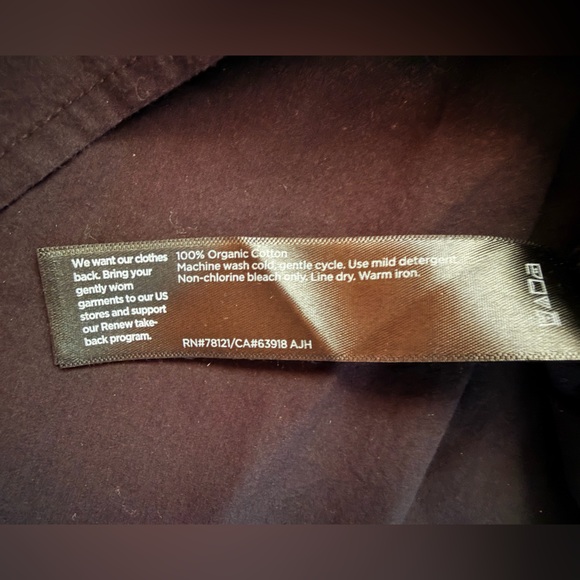 We want our clothes
back. Bring your
gently worn
garments to our US
stores and support
our Renew take-
back program.
100% Organic Cotton
Machine wash cold, gentle cycle. Use mild detergent.
Non-chlorine bleach only. Line dry. Warm iron.
RN#78121/CA#63918 AJH